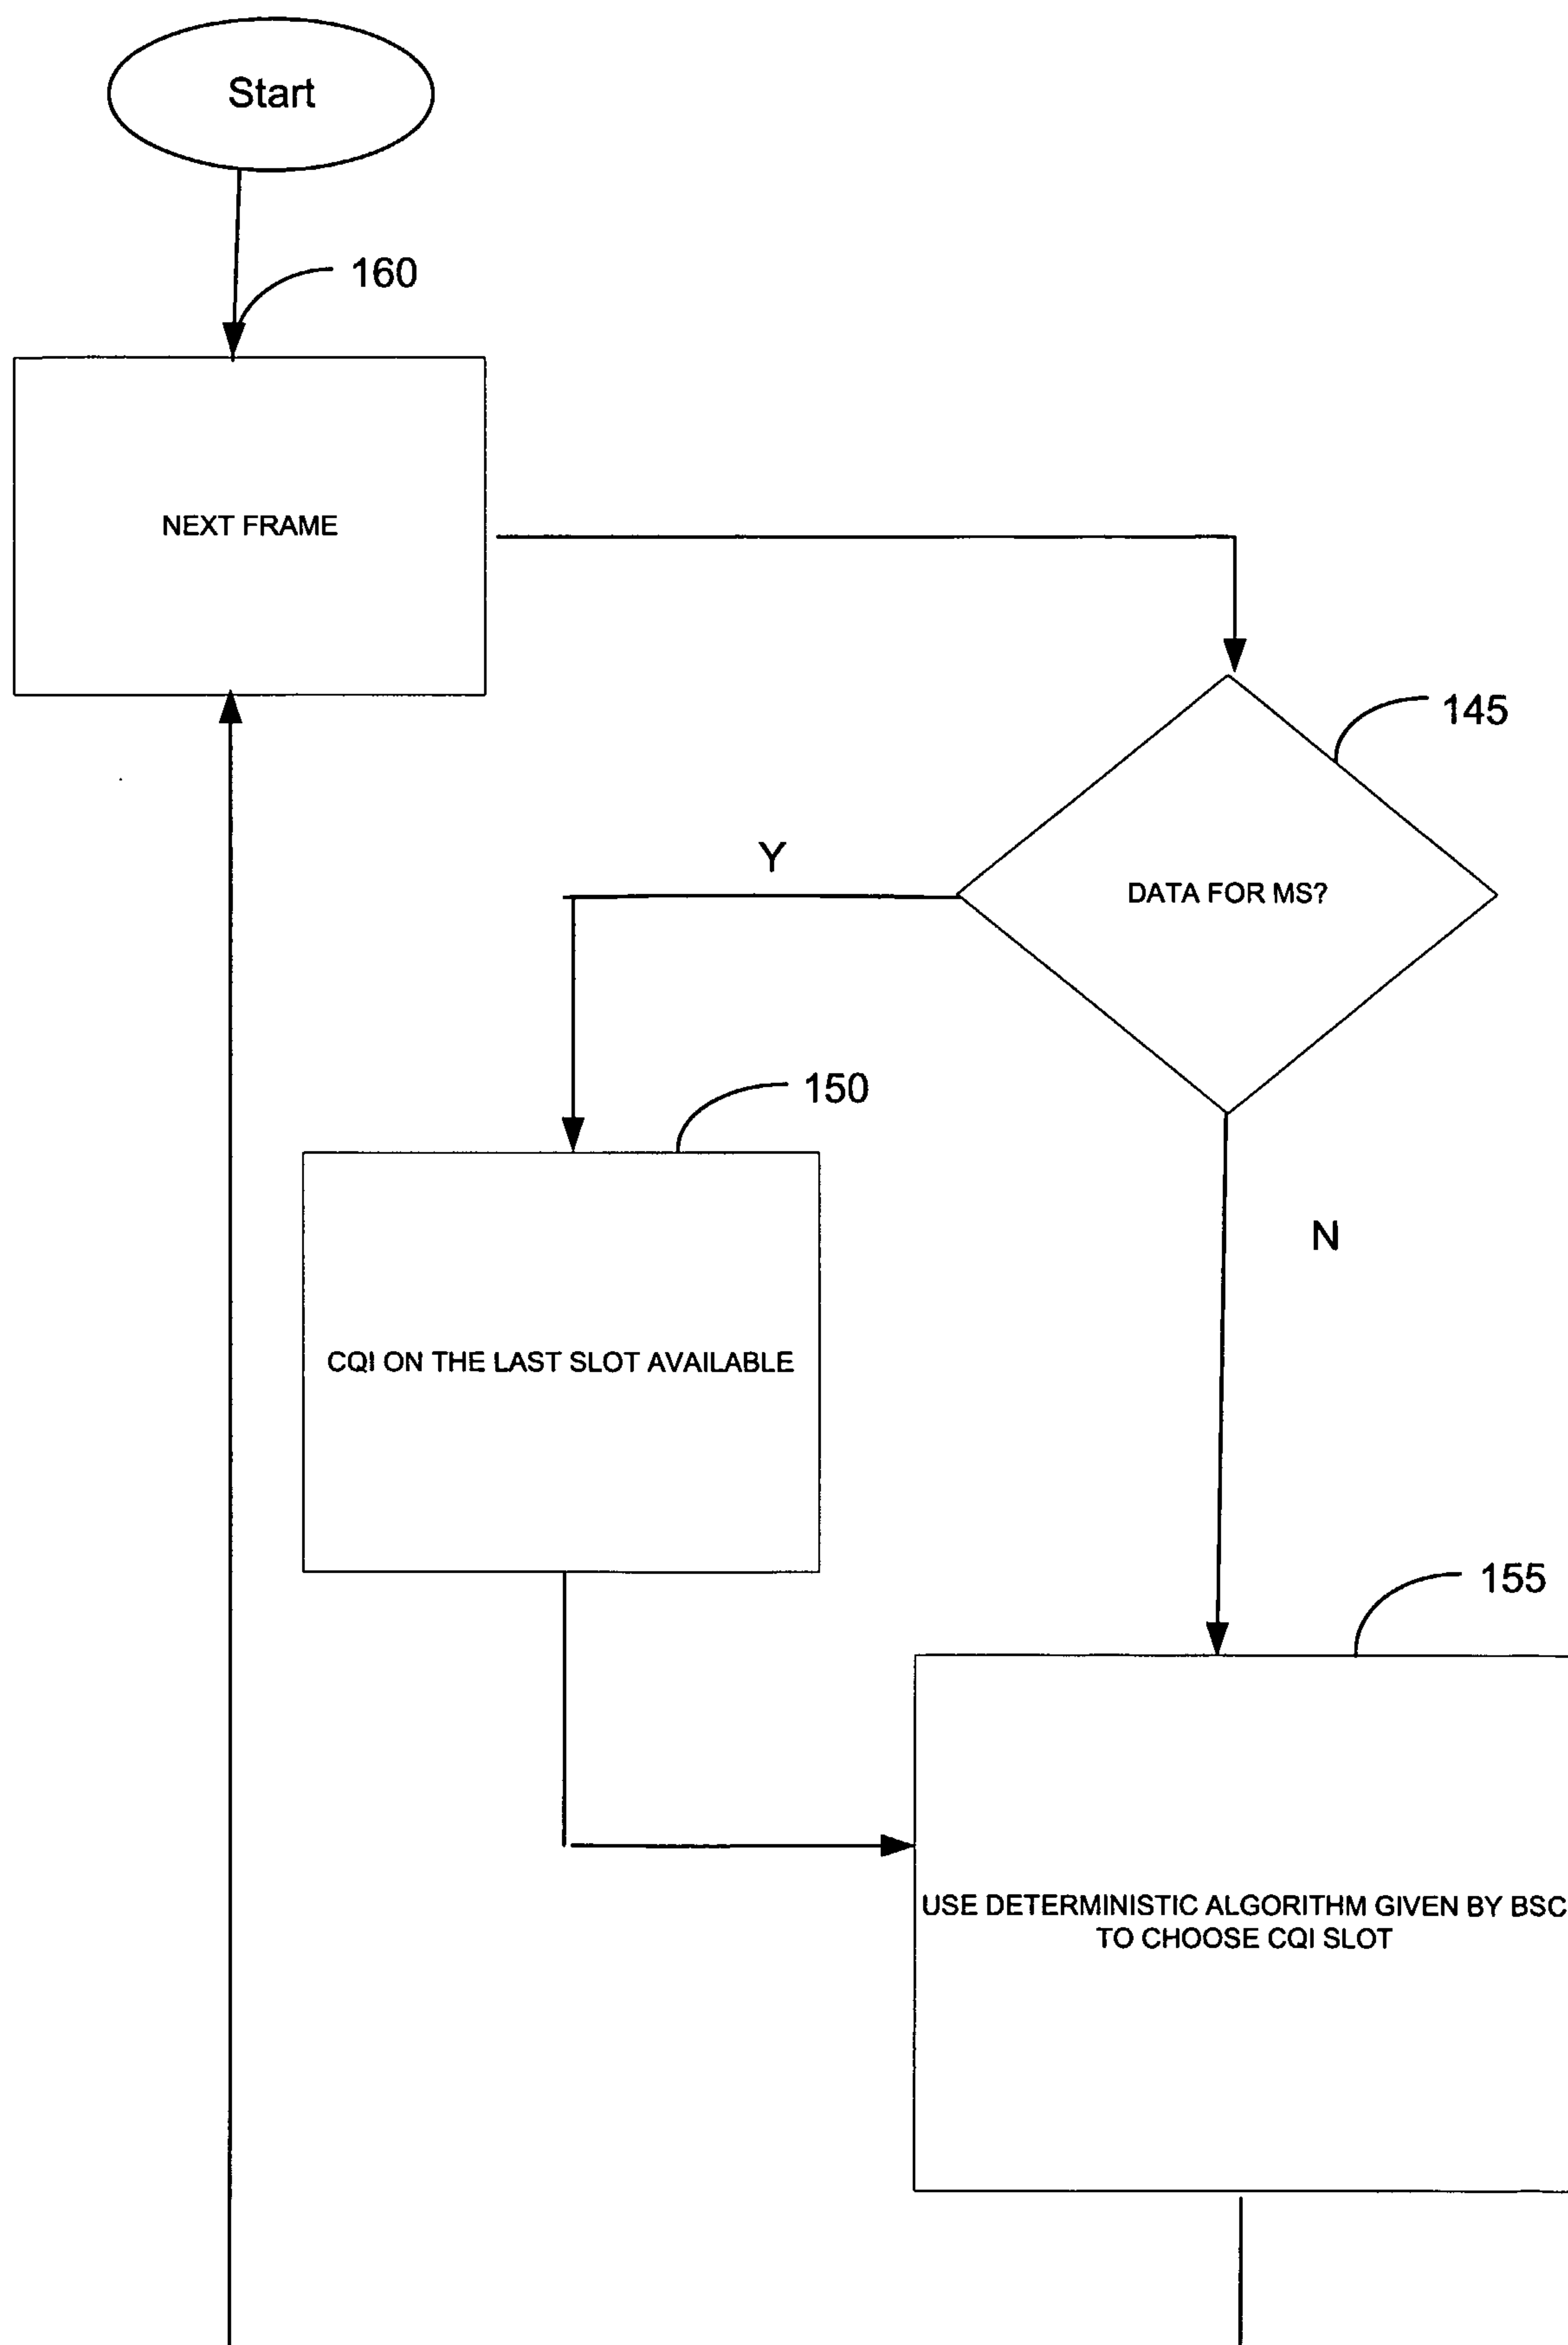 Start
160
NEXT FRAME
145
DATA FOR MS?
Y
150
N
CQI ON THE LAST SLOT AVAILABLE
155
USE DETERMINISTIC ALGORITHM GIVEN BY BSC
TO CHOOSE CQI SLOT